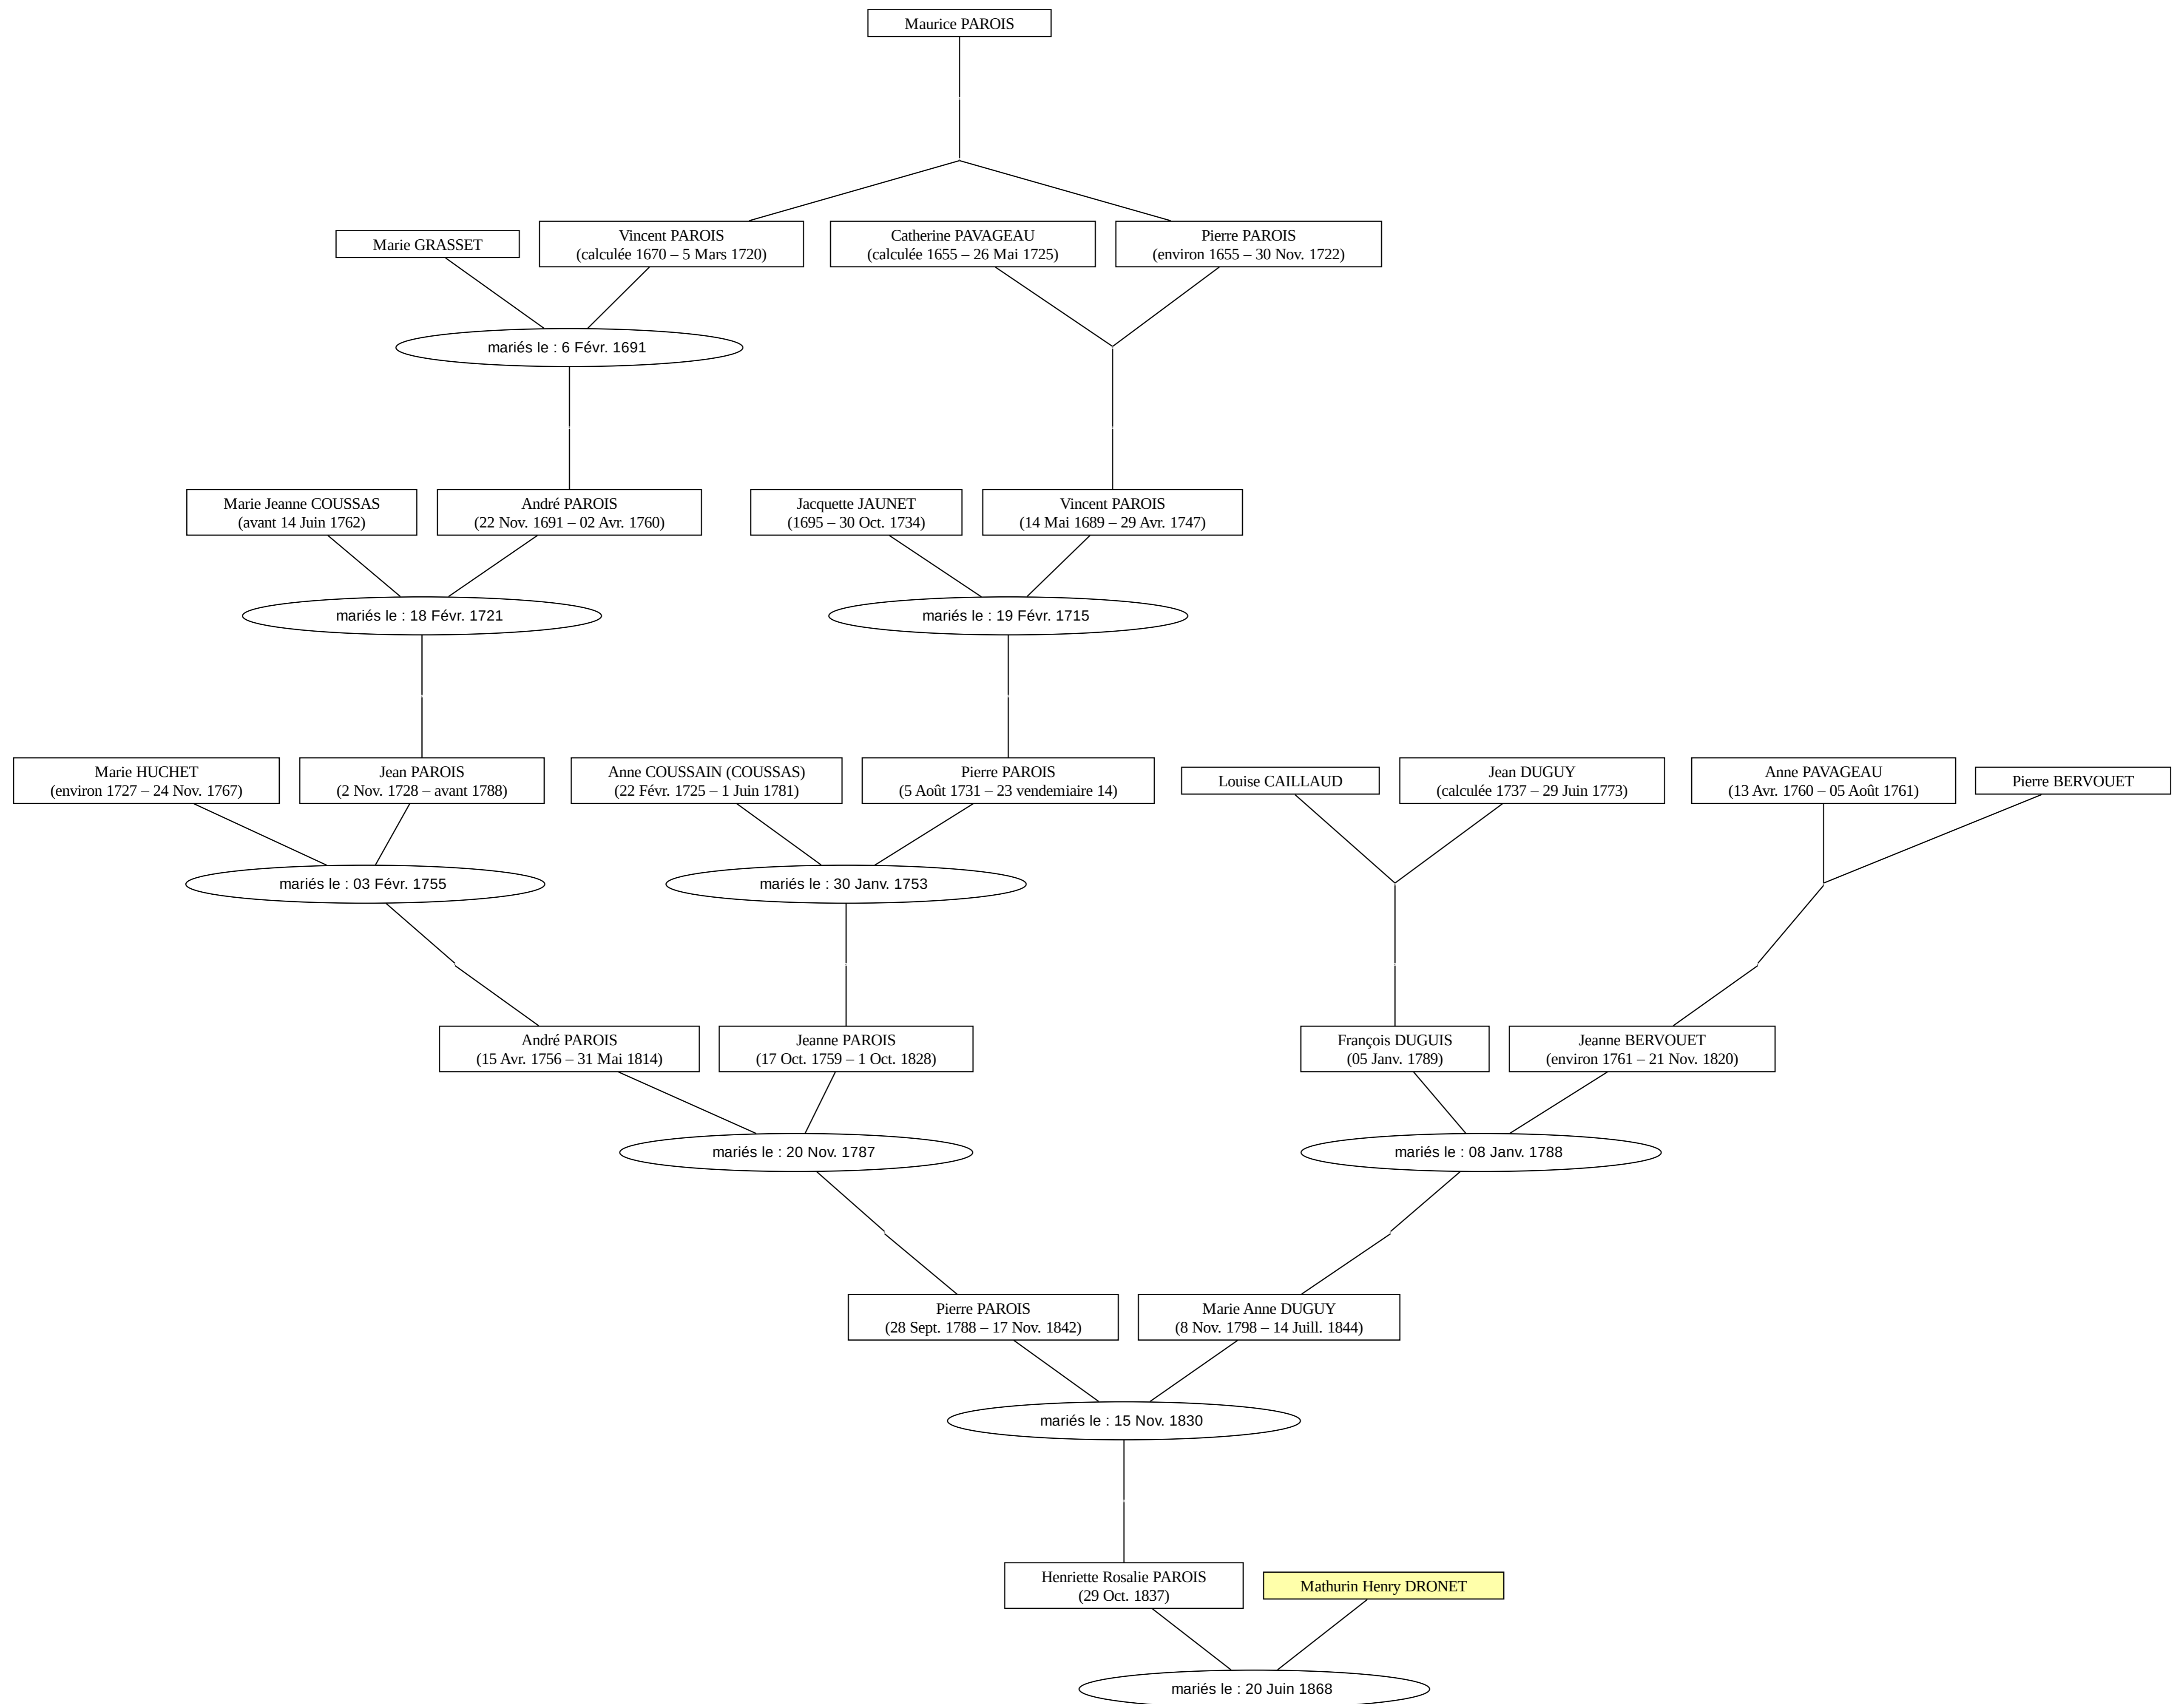 Maurice PAROIS
Marie GRASSET
Vincent PAROIS
(calculée 1670 – 5 Mars 1720)
Catherine PAVAGEAU
(calculée 1655 – 26 Mai 1725)
Pierre PAROIS
(environ 1655 – 30 Nov. 1722)
mariés le : 6 Févr. 1691
Marie Jeanne COUSSAS
(avant 14 Juin 1762)
André PAROIS
(22 Nov. 1691 – 02 Avr. 1760)
Jacquette JAUNET
(1695 – 30 Oct. 1734)
Vincent PAROIS
(14 Mai 1689 – 29 Avr. 1747)
mariés le : 18 Févr. 1721
mariés le : 19 Févr. 1715
Marie HUCHET
(environ 1727 – 24 Nov. 1767)
Jean PAROIS
(2 Nov. 1728 – avant 1788)
Anne COUSSAIN (COUSSAS)
(22 Févr. 1725 – 1 Juin 1781)
Pierre PAROIS
(5 Août 1731 – 23 vendemiaire 14)
Louise CAILLAUD
Jean DUGUY
(calculée 1737 – 29 Juin 1773)
Anne PAVAGEAU
(13 Avr. 1760 – 05 Août 1761)
Pierre BERVOUET
mariés le : 03 Févr. 1755
mariés le : 30 Janv. 1753
André PAROIS
(15 Avr. 1756 – 31 Mai 1814)
Jeanne PAROIS
(17 Oct. 1759 – 1 Oct. 1828)
François DUGUIS
(05 Janv. 1789)
Jeanne BERVOUET
(environ 1761 – 21 Nov. 1820)
mariés le : 20 Nov. 1787
mariés le : 08 Janv. 1788
Pierre PAROIS
(28 Sept. 1788 – 17 Nov. 1842)
Marie Anne DUGUY
(8 Nov. 1798 – 14 Juill. 1844)
mariés le : 15 Nov. 1830
Henriette Rosalie PAROIS
(29 Oct. 1837)
Mathurin Henry DRONET
mariés le : 20 Juin 1868